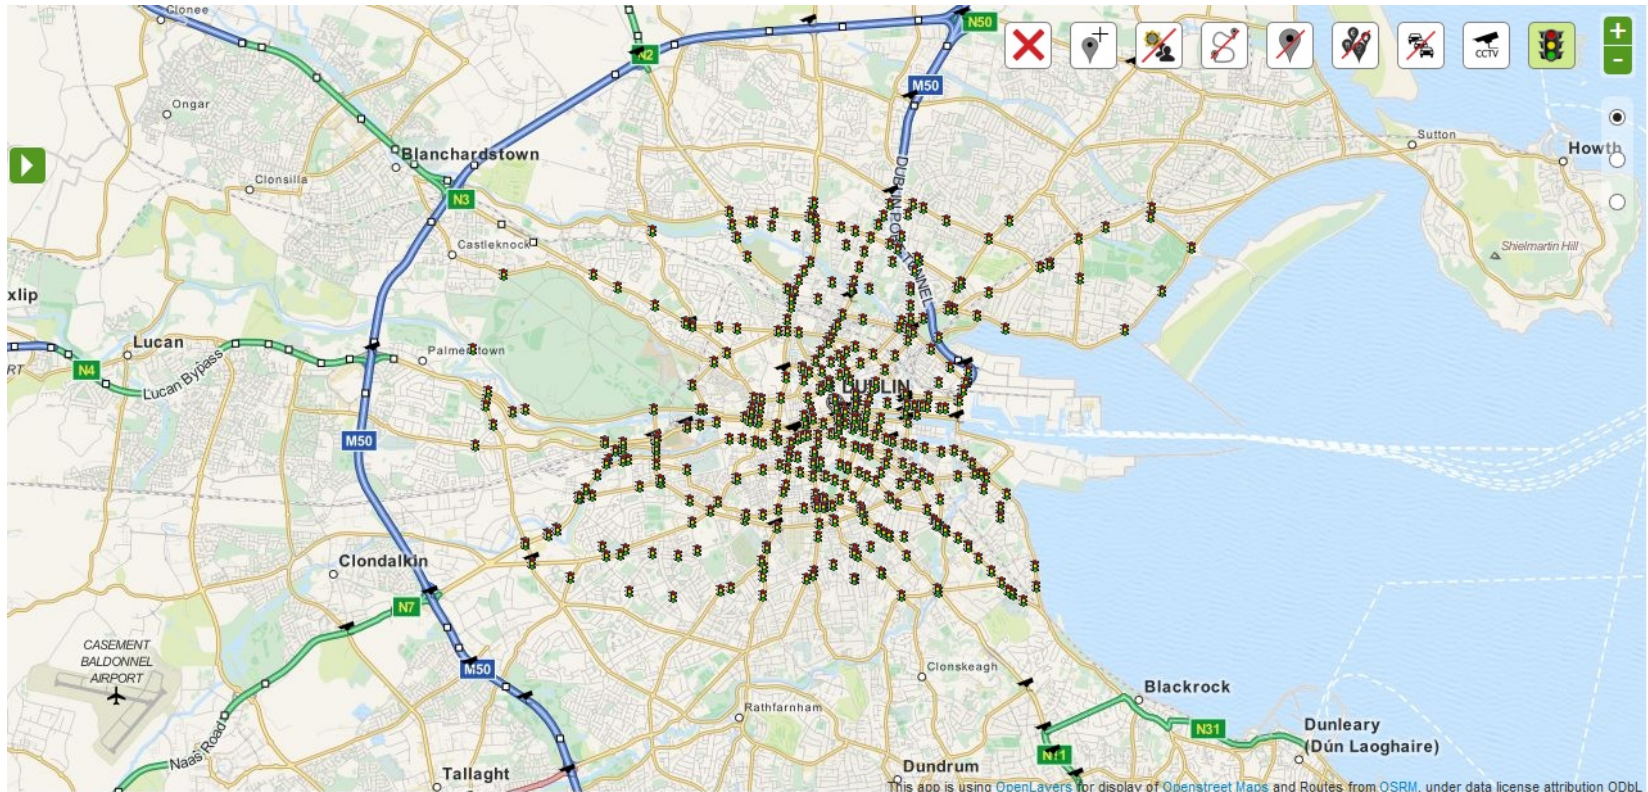 Clonee
N50
N2
CCTV
+
-
M50
Ongar
Sutton
Blanchardstown
Howth
Clonsilla
N3
DUBLIN PORT TUNNEL
Castleknock
Shielmartin Hill
xlip
Lucan
Palmerstown
N4
RT
Lucan Bypass
DUBLIN
M50
Clondalkin
N7
CASEMENT
BALDONNEL
AIRPORT
M50
Clonskeagh
Blackrock
Rathfarnham
Naas Road
N31
Dunleary
(Dún Laoghaire)
N11
Tallaght
Dundrum
This app is using OpenLayers for display of Openstreet Maps and Routes from OSRM, under data license attribution ODbL